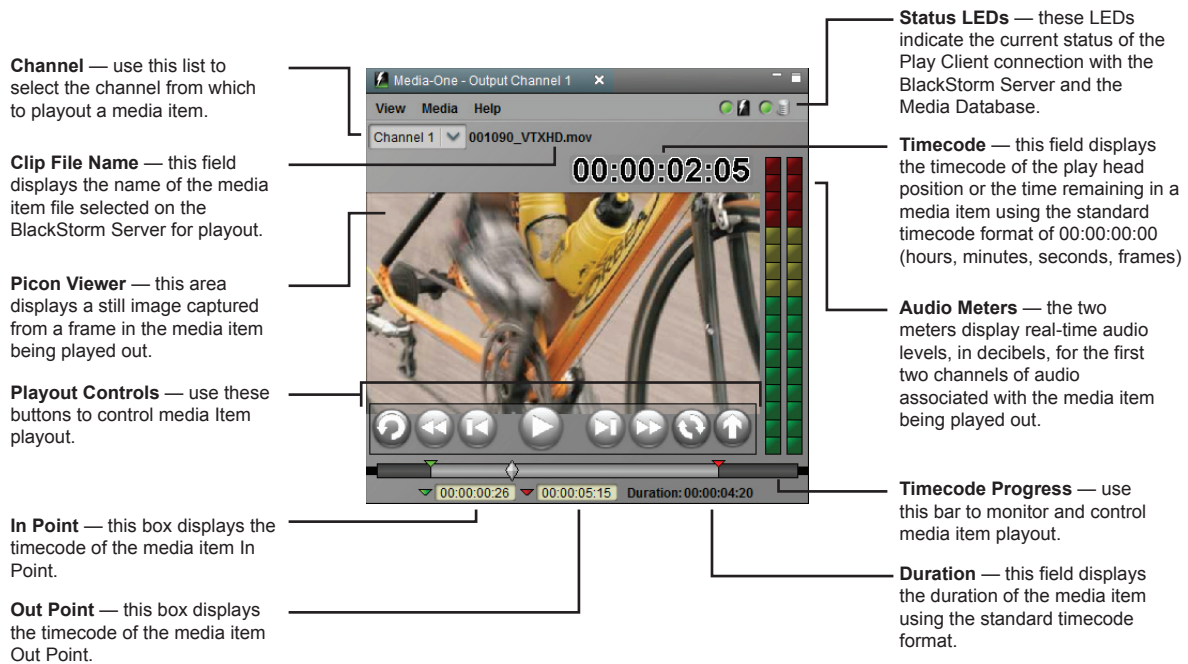 Channel — use this list to
select the channel from which
to playout a media item.
Clip File Name — this field
displays the name of the media
item file selected on the
BlackStorm Server for playout.
Picon Viewer — this area
displays a still image captured
from a frame in the media item
being played out.
Playout Controls — use these
buttons to control media Item
playout.
In Point — this box displays the
timecode of the media item In
Point.
Out Point — this box displays
the timecode of the media item
Out Point.
Media-One - Output Channel 1
View Media Help
Channel 1 001090_VTXHD.mov
00:00:02:05
ORBEA
00:00:00:26 00:00:05:15 Duration: 00:00:04:20
Status LEDs — these LEDs
indicate the current status of the
Play Client connection with the
BlackStorm Server and the
Media Database.
Timecode — this field displays
the timecode of the play head
position or the time remaining in a
media item using the standard
timecode format of 00:00:00:00
(hours, minutes, seconds, frames)
Audio Meters — the two
meters display real-time audio
levels, in decibels, for the first
two channels of audio
associated with the media item
being played out.
Timecode Progress — use
this bar to monitor and control
media item playout.
Duration — this field displays
the duration of the media item
using the standard timecode
format.